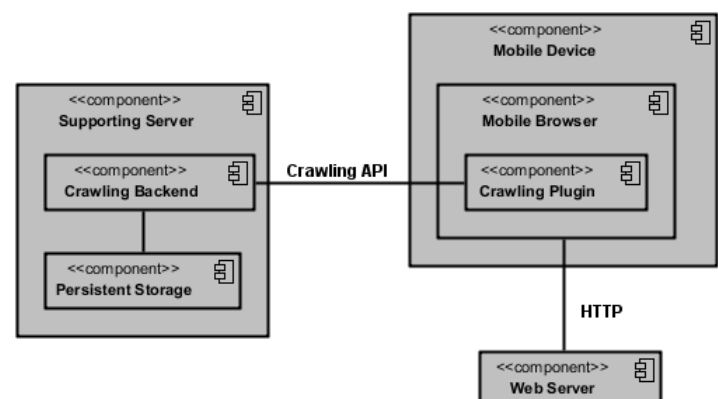 <<component>>
Mobile Device
<<component>>
Supporting Server
<<component>>
Mobile Browser
<<component>>
Crawling Backend
Crawling API
<<component>>
Crawling Plugin
<<component>>
Persistent Storage
HTTP
<<component>>
Web Server